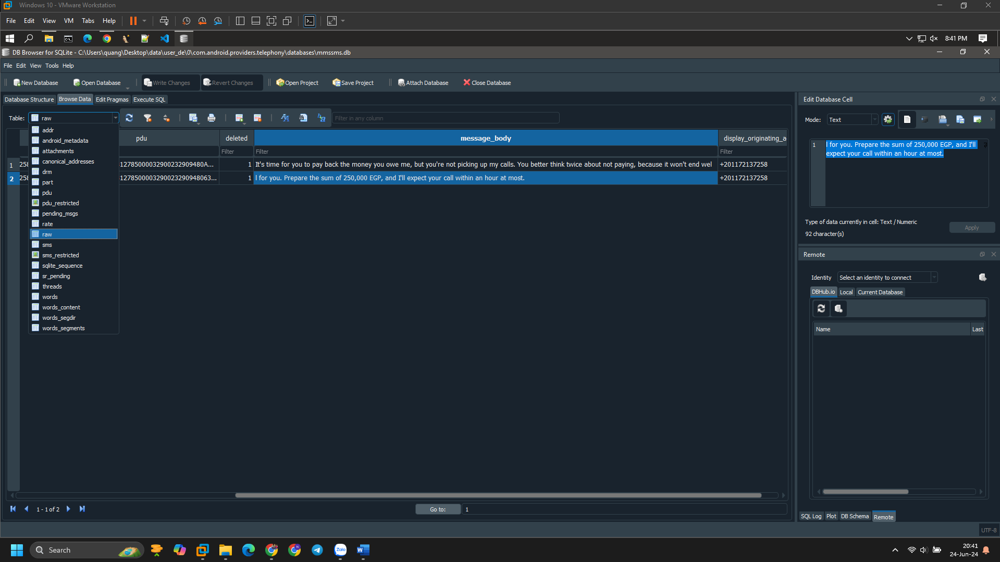 Windows 10 - VMware Workstation
File Edit View VM Tabs Help
8:41 PM
DB Browser for SQLite - C:\Users\quang\Desktop\data\user_de\0\com.android.providers.telephony\databases\mmssms.db
File Edit View Tools Help
New Database Open Database Write Changes Revert Changes Open Project Save Project Attach Database Close Database
Database Structure Browse Data Edit Pragmas Execute SQL
Table: raw
Filter in any column
addr
android_metadata
attachments
canonical_addresses
drm
part
pdu
pdu_restricted
pending_msgs
rate
raw
sms
sms_restricted
sqlite_sequence
sr_pending
threads
words
words_content
words_segdir
words_segments
pdu deleted message_body display_originating_a
Filter Filter Filter
1 258 12785000032900232909480A... 1 It's time for you to pay back the money you owe me, but you're not picking up my calls. You better think twice about not paying, because it won't end wel +201172137258
2 258 1278500003290023290948063... 1 l for you. Prepare the sum of 250,000 EGP, and I'll expect your call within an hour at most. +201172137258
1 - 1 of 2
Go to: 1
Edit Database Cell
Mode: Text
1 l for you. Prepare the sum of 250,000 EGP, and I'll
expect your call within an hour at most.
Type of data currently in cell: Text / Numeric
92 character(s)
Apply
Remote
Identity Select an identity to connect
DBHub.io Local Current Database
Name Last
SQL Log Plot DB Schema Remote
UTF-8
Search
Zalo
20:41
24-Jun-24